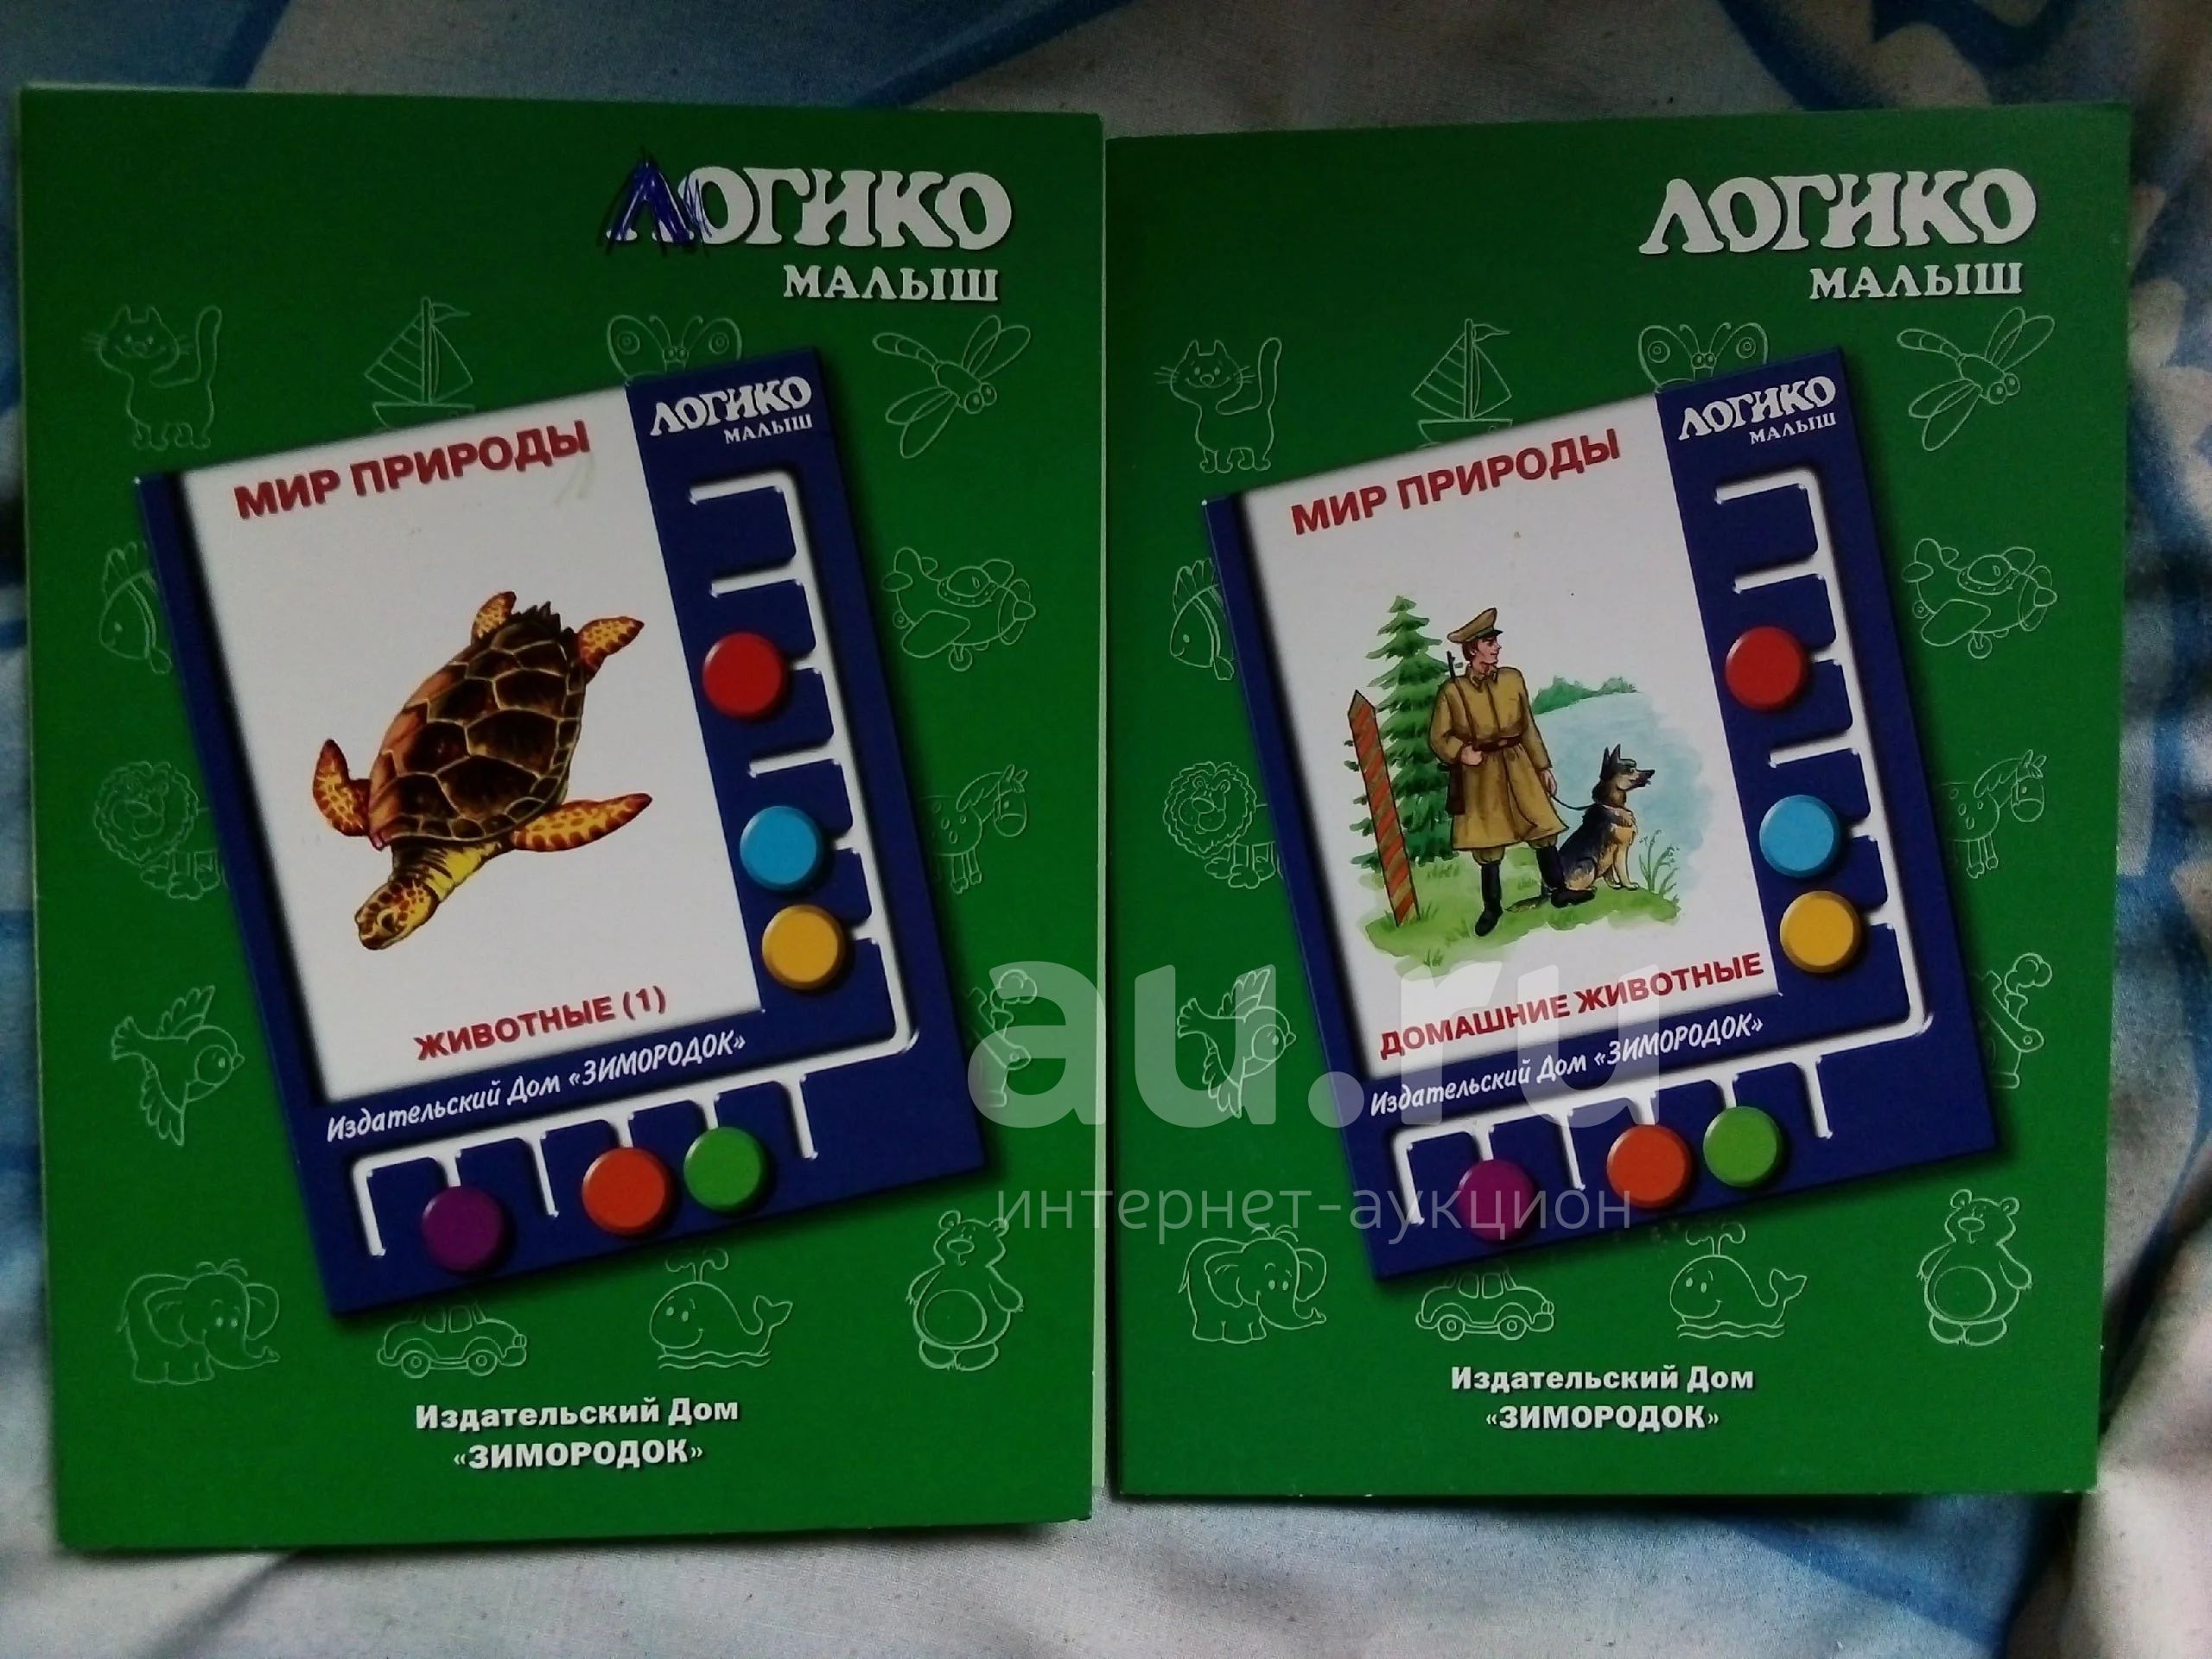 ЛОГИКО
МАЛЫШ
ЛОГИКО
МАЛЫШ
МИР ПРИРОДЫ
ЖИВОТНЫЕ (1)
Издательский Дом «ЗИМОРОДОК»
Издательский Дом
«ЗИМОРОДОК»
ЛОГИКО
МАЛЫШ
ЛОГИКО
МАЛЫШ
МИР ПРИРОДЫ
ДОМАШНИЕ ЖИВОТНЫЕ
Издательский Дом «ЗИМОРОДОК»
Издательский Дом
«ЗИМОРОДОК»
au.ru
интернет-аукцион